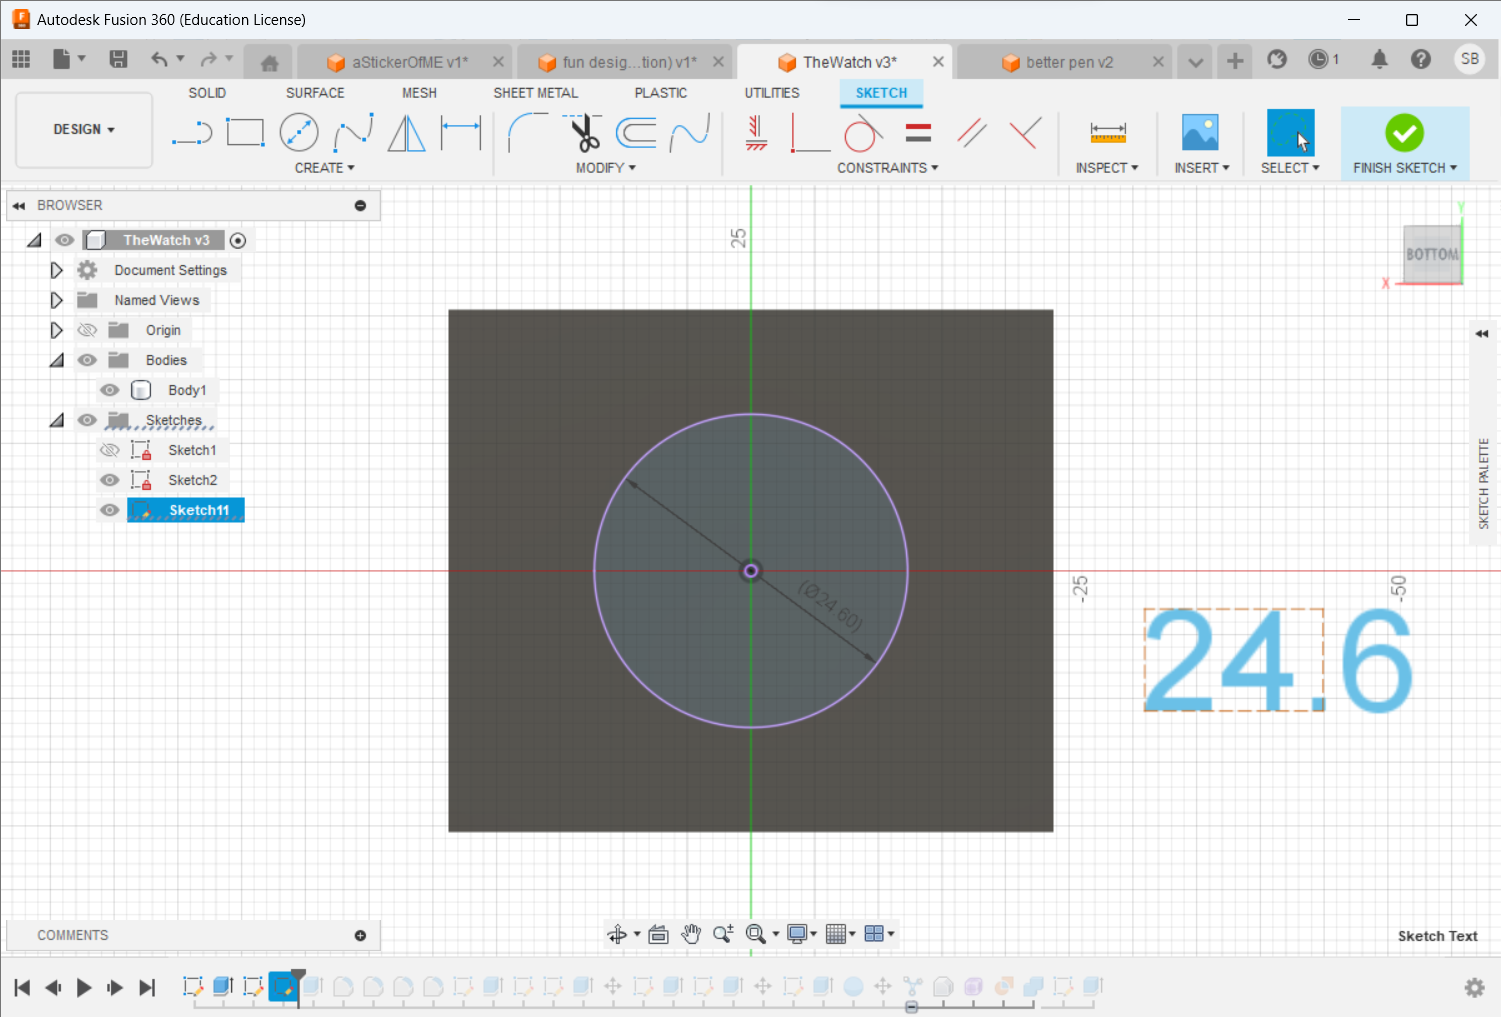 Autodesk Fusion 360 (Education License)
aStickerOfME v1*
fun desig...tion) v1*
TheWatch v3*
better pen v2
1
SB
SOLID
SURFACE
MESH
SHEET METAL
PLASTIC
UTILITIES
SKETCH
DESIGN
CREATE
MODIFY
CONSTRAINTS
INSPECT
INSERT
SELECT
FINISH SKETCH
BROWSER
TheWatch v3
Document Settings
Named Views
Origin
Bodies
Body1
Sketches
Sketch1
Sketch2
Sketch11
25
Y
BOTTOM
X
SKETCH PALETTE
(Ø24.60)
-25
-50
24.6
COMMENTS
Sketch Text